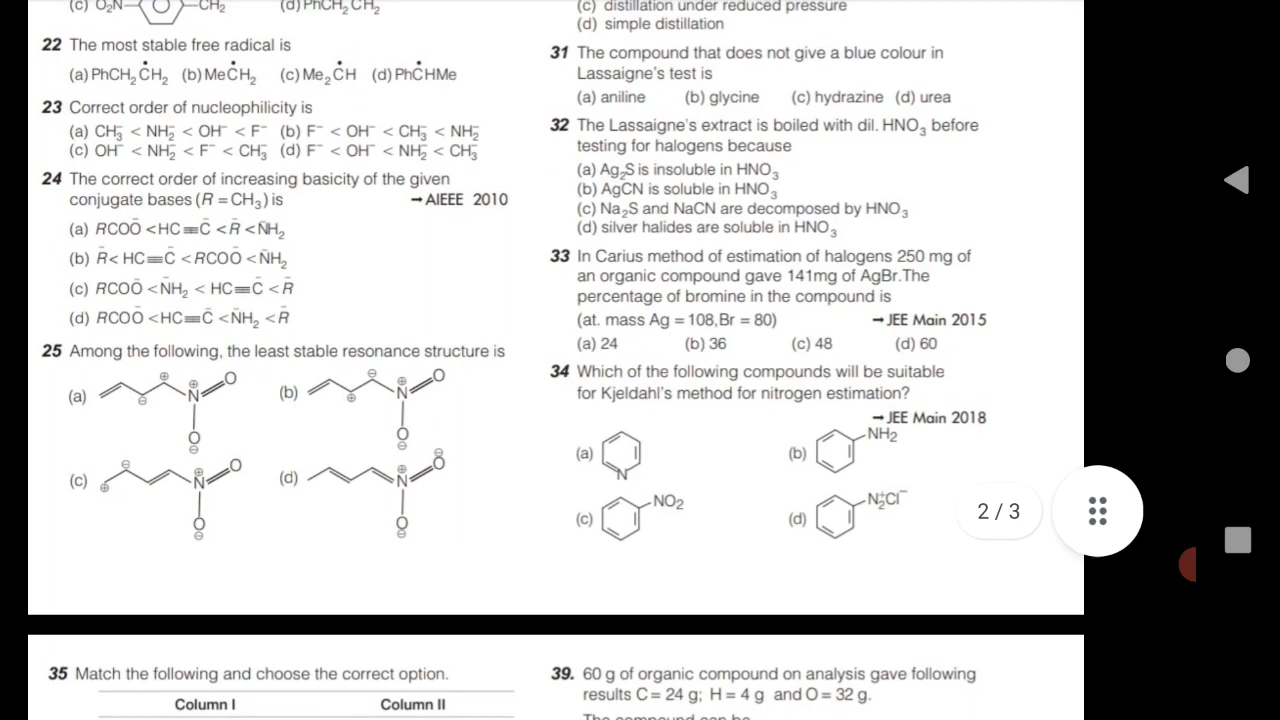 (c) O₂N— —CH₂ (d) PhCH₂ĊH₂
22 The most stable free radical is
(a) PhCH₂ĊH₂ (b) MeĊH₂ (c) Me₂ĊH (d) PhĊHMe
23 Correct order of nucleophilicity is
(a) CH₃⁻ < NH₂⁻ < OH⁻ < F⁻ (b) F⁻ < OH⁻ < CH₃⁻ < NH₂⁻
(c) OH⁻ < NH₂⁻ < F⁻ < CH₃⁻ (d) F⁻ < OH⁻ < NH₂⁻ < CH₃⁻
24 The correct order of increasing basicity of the given
conjugate bases (R = CH₃) is → AIEEE 2010
(a) RCOŌ < HC≡C̄ < R̄ < N̄H₂
(b) R̄ < HC≡C̄ < RCOŌ < N̄H₂
(c) RCOŌ < N̄H₂ < HC≡C̄ < R̄
(d) RCOŌ < HC≡C̄ < N̄H₂ < R̄
25 Among the following, the least stable resonance structure is
(a) ⊕ ⊖ ⊕ N O O ⊖
(b) ⊖ ⊕ ⊕ N O O ⊖
(c) ⊕ ⊖ ⊕ N O O ⊖
(d) ⊕ N O ⊖ O ⊖
(c) distillation under reduced pressure
(d) simple distillation
31 The compound that does not give a blue colour in
Lassaigne's test is
(a) aniline (b) glycine (c) hydrazine (d) urea
32 The Lassaigne's extract is boiled with dil. HNO₃ before
testing for halogens because
(a) Ag₂S is insoluble in HNO₃
(b) AgCN is soluble in HNO₃
(c) Na₂S and NaCN are decomposed by HNO₃
(d) silver halides are soluble in HNO₃
33 In Carius method of estimation of halogens 250 mg of
an organic compound gave 141mg of AgBr.The
percentage of bromine in the compound is
(at. mass Ag = 108, Br = 80) → JEE Main 2015
(a) 24 (b) 36 (c) 48 (d) 60
34 Which of the following compounds will be suitable
for Kjeldahl's method for nitrogen estimation?
→ JEE Main 2018
(a) N (b) NH₂
(c) NO₂ (d) N₂⁺Cl⁻
2 / 3
35 Match the following and choose the correct option.
Column I Column II
39. 60 g of organic compound on analysis gave following
results C = 24 g; H = 4 g and O = 32 g.
The compound can be